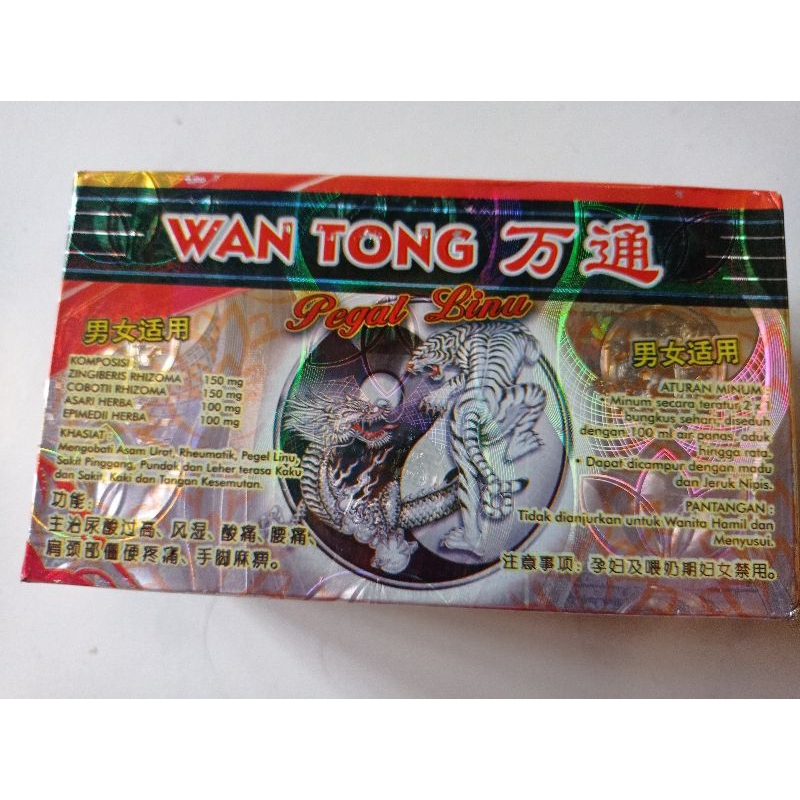 WAN TONG 万通
Pegal Linu
男女适用
KOMPOSISI :
ZINGIBERIS RHIZOMA 150 mg
COBOTII RHIZOMA 150 mg
ASARI HERBA 100 mg
EPIMEDII HERBA 100 mg
KHASIAT :
Mengobati Asam Urat, Rheumatik, Pegel Linu,
Sakit Pinggang, Pundak dan Leher terasa Kaku
dan Sakit, Kaki dan Tangan Kesemutan.
功能:
主治尿酸过高、风湿、酸痛、腰痛、
肩颈部僵硬疼痛、手脚麻痹。
男女适用
ATURAN MINUM :
* Minum secara teratur 2 x 1
bungkus sehari, diseduh
dengan 100 ml air panas, aduk
hingga rata.
* Dapat dicampur dengan madu
dan Jeruk Nipis.
PANTANGAN :
Tidak dianjurkan untuk Wanita Hamil dan
Menyusui.
注意事项: 孕妇及喂奶期妇女禁用。